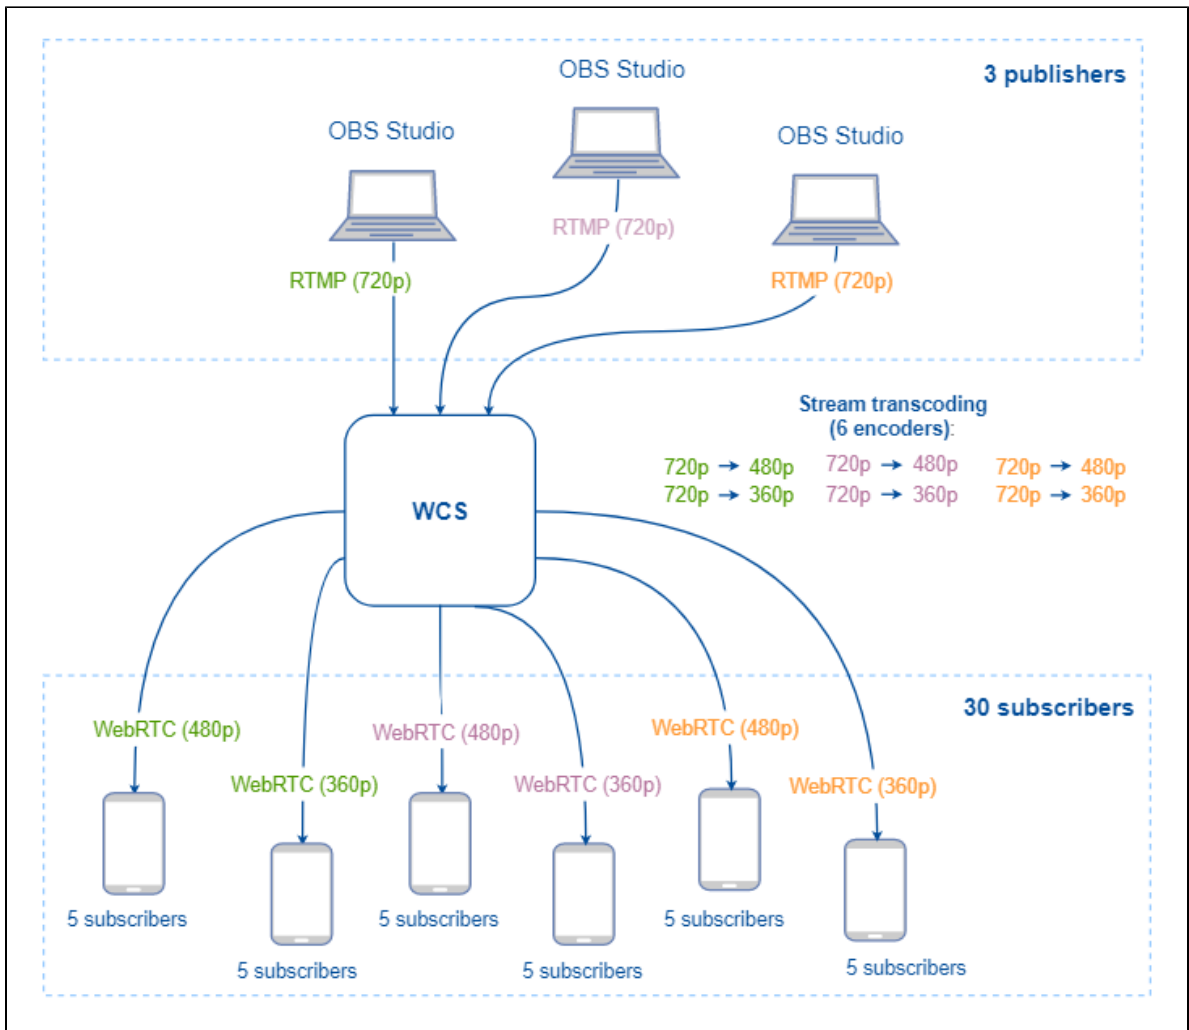 OBS Studio
3 publishers
OBS Studio
OBS Studio
RTMP (720p)
RTMP (720p)
RTMP (720p)
Stream transcoding
(6 encoders):
720p → 480p
720p → 360p
720p → 480p
720p → 360p
720p → 480p
720p → 360p
WCS
30 subscribers
WebRTC (480p)
WebRTC (480p)
WebRTC (480p)
WebRTC (360p)
WebRTC (360p)
WebRTC (360p)
5 subscribers
5 subscribers
5 subscribers
5 subscribers
5 subscribers
5 subscribers